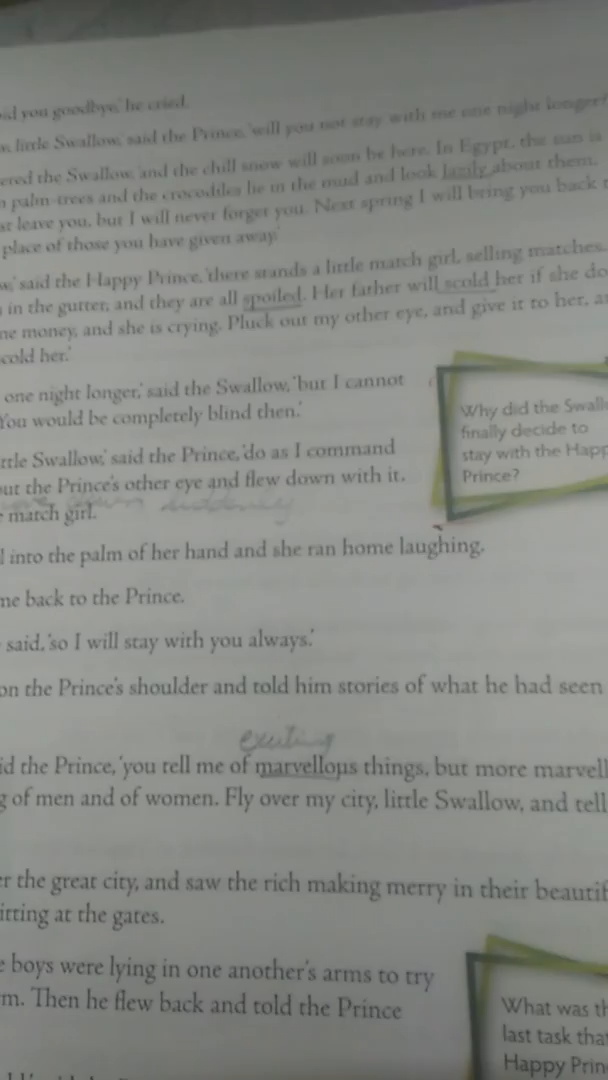 you goodbye,' he cried.
little Swallow,' said the Prince, 'will you not stay with me one night longer?'
the Swallow, 'and the chill snow will soon be here. In Egypt, the sun is
palm-trees and the crocodiles lie in the mud and look lazily about them.
leave you, but I will never forget you. Next spring I will bring you back
place of those you have given away.'
said the Happy Prince, 'there stands a little match girl, selling matches.
in the gutter, and they are all spoiled. Her father will scold her if she do
money, and she is crying. Pluck out my other eye, and give it to her, a
scold her.'
one night longer,' said the Swallow, 'but I cannot
You would be completely blind then.'
ttle Swallow,' said the Prince, 'do as I command
out the Prince's other eye and flew down with it.
down suddenly
match girl.
into the palm of her hand and she ran home laughing.
me back to the Prince.
said, 'so I will stay with you always.'
on the Prince's shoulder and told him stories of what he had seen
exciting
id the Prince, 'you tell me of marvellous things, but more marvell
g of men and of women. Fly over my city, little Swallow, and tell
er the great city, and saw the rich making merry in their beautif
itting at the gates.
e boys were lying in one another's arms to try
m. Then he flew back and told the Prince
Why did the Swallo
finally decide to
stay with the Happ
Prince?
What was th
last task tha
Happy Prin